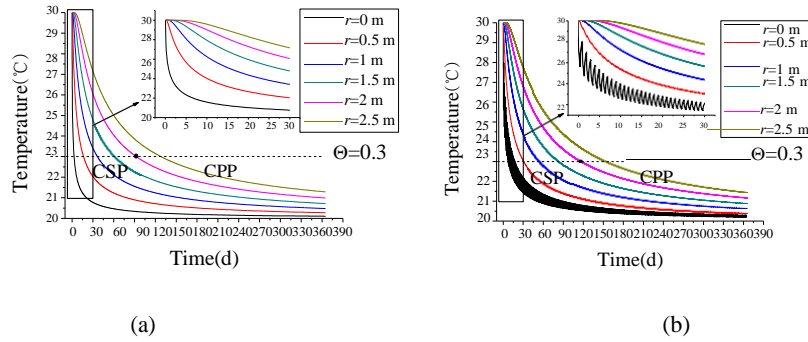 Temperature(℃)
30
29
28
27
26
25
24
23
22
21
20
30
28
26
24
22
20
0 5 10 15 20 25 30
r=0 m
r=0.5 m
r=1 m
r=1.5 m
r=2 m
r=2.5 m
Θ=0.3
CSP
CPP
0 30 60 90 120 150 180 210 240 270 300 330 360 390
Time(d)
(a)
Temperature(℃)
30
29
28
27
26
25
24
23
22
21
20
30
28
26
24
22
0 5 10 15 20 25 30
r=0 m
r=0.5 m
r=1 m
r=1.5 m
r=2 m
r=2.5 m
Θ=0.3
CSP
CPP
0 30 60 90 120 150 180 210 240 270 300 330 360 390
Time(d)
(b)